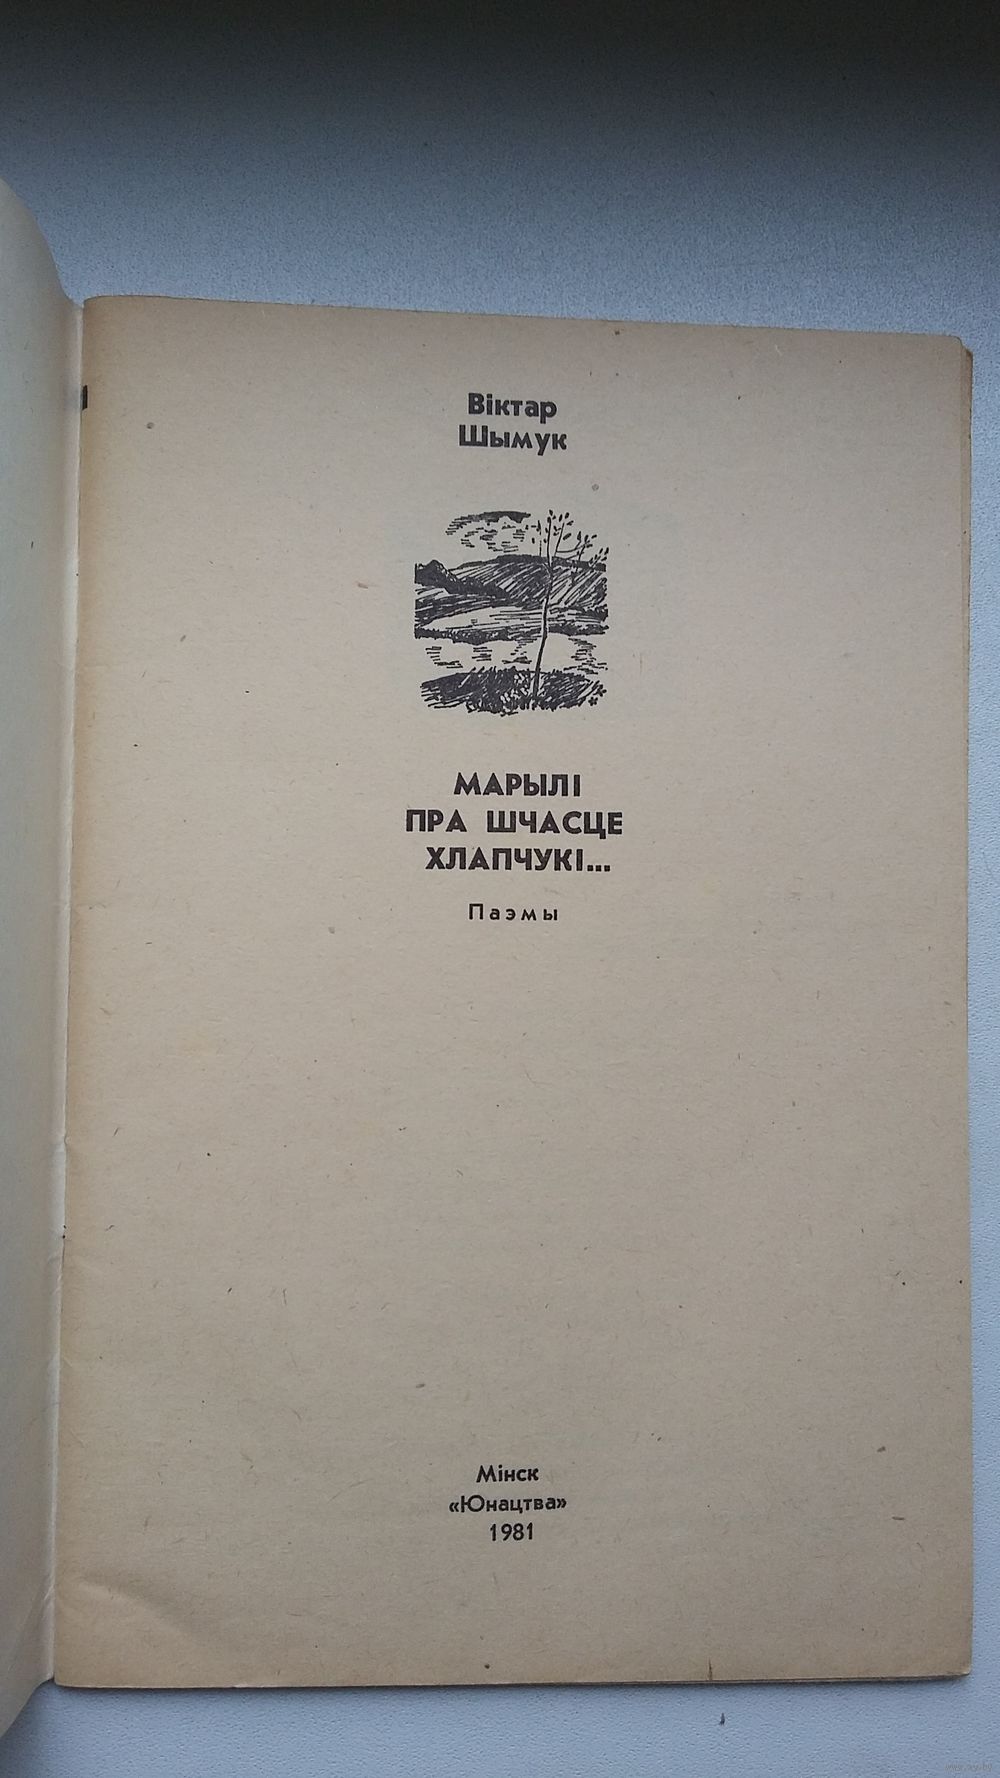 Віктар
Шымук
МАРЫЛІ
ПРА ШЧАСЦЕ
ХЛАПЧУКІ...
Паэмы
Мінск
«Юнацтва»
1981